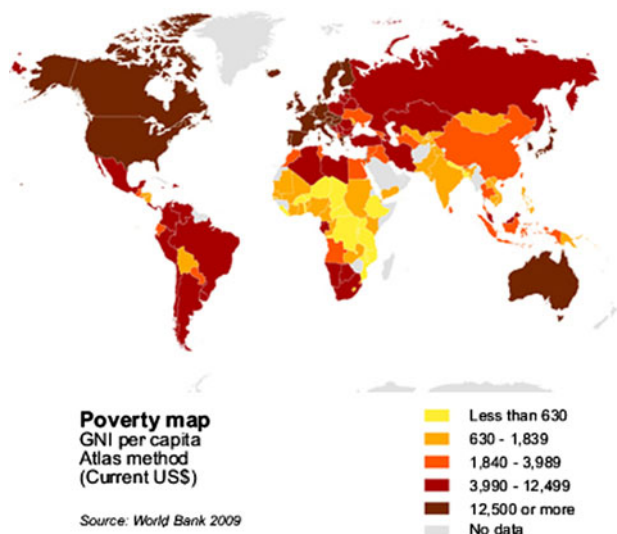 Poverty map
GNI per capita
Atlas method
(Current US$)
Source: World Bank 2009
Less than 630
630 - 1,839
1,840 - 3,989
3,990 - 12,499
12,500 or more
No data